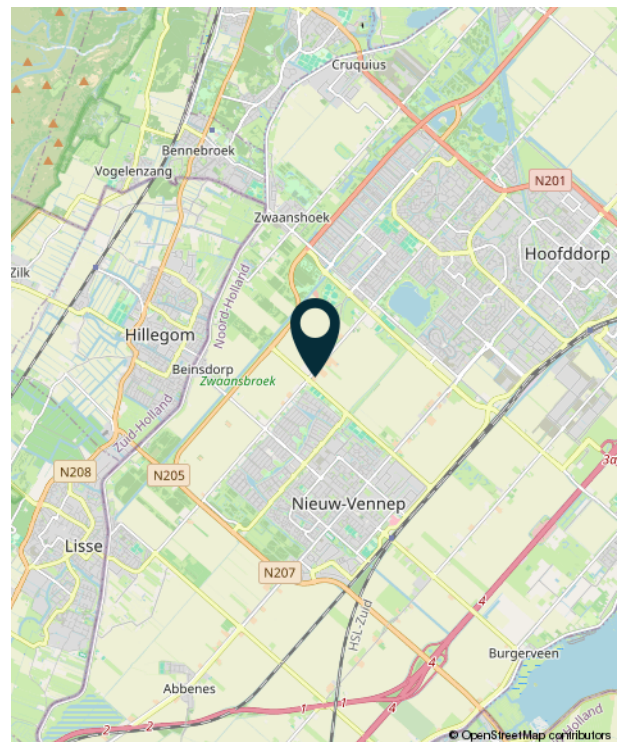 Cruquius
Bennebroek
Vogelenzang
N201
Zwaanshoek
Hoofddorp
Zilk
Noord-Holland
Hillegom
Beinsdorp
Zwaansbroek
Zuid-Holland
3a
N208
N205
Nieuw-Vennep
Lisse
N207
4
HSL-Zuid
Burgerveen
4
Abbenes
1
1
4
2
2
Holland
© OpenStreetMap contributors